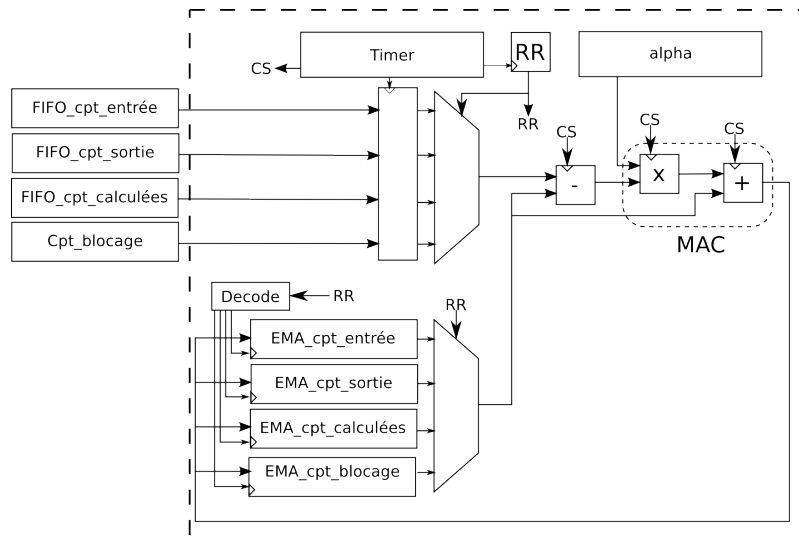 Timer
RR
alpha
CS
FIFO_cpt_entrée
RR
CS
CS
CS
FIFO_cpt_sortie
x
-
+
FIFO_cpt_calculées
Cpt_blocage
MAC
Decode
RR
RR
EMA_cpt_entrée
EMA_cpt_sortie
EMA_cpt_calculées
EMA_cpt_blocage